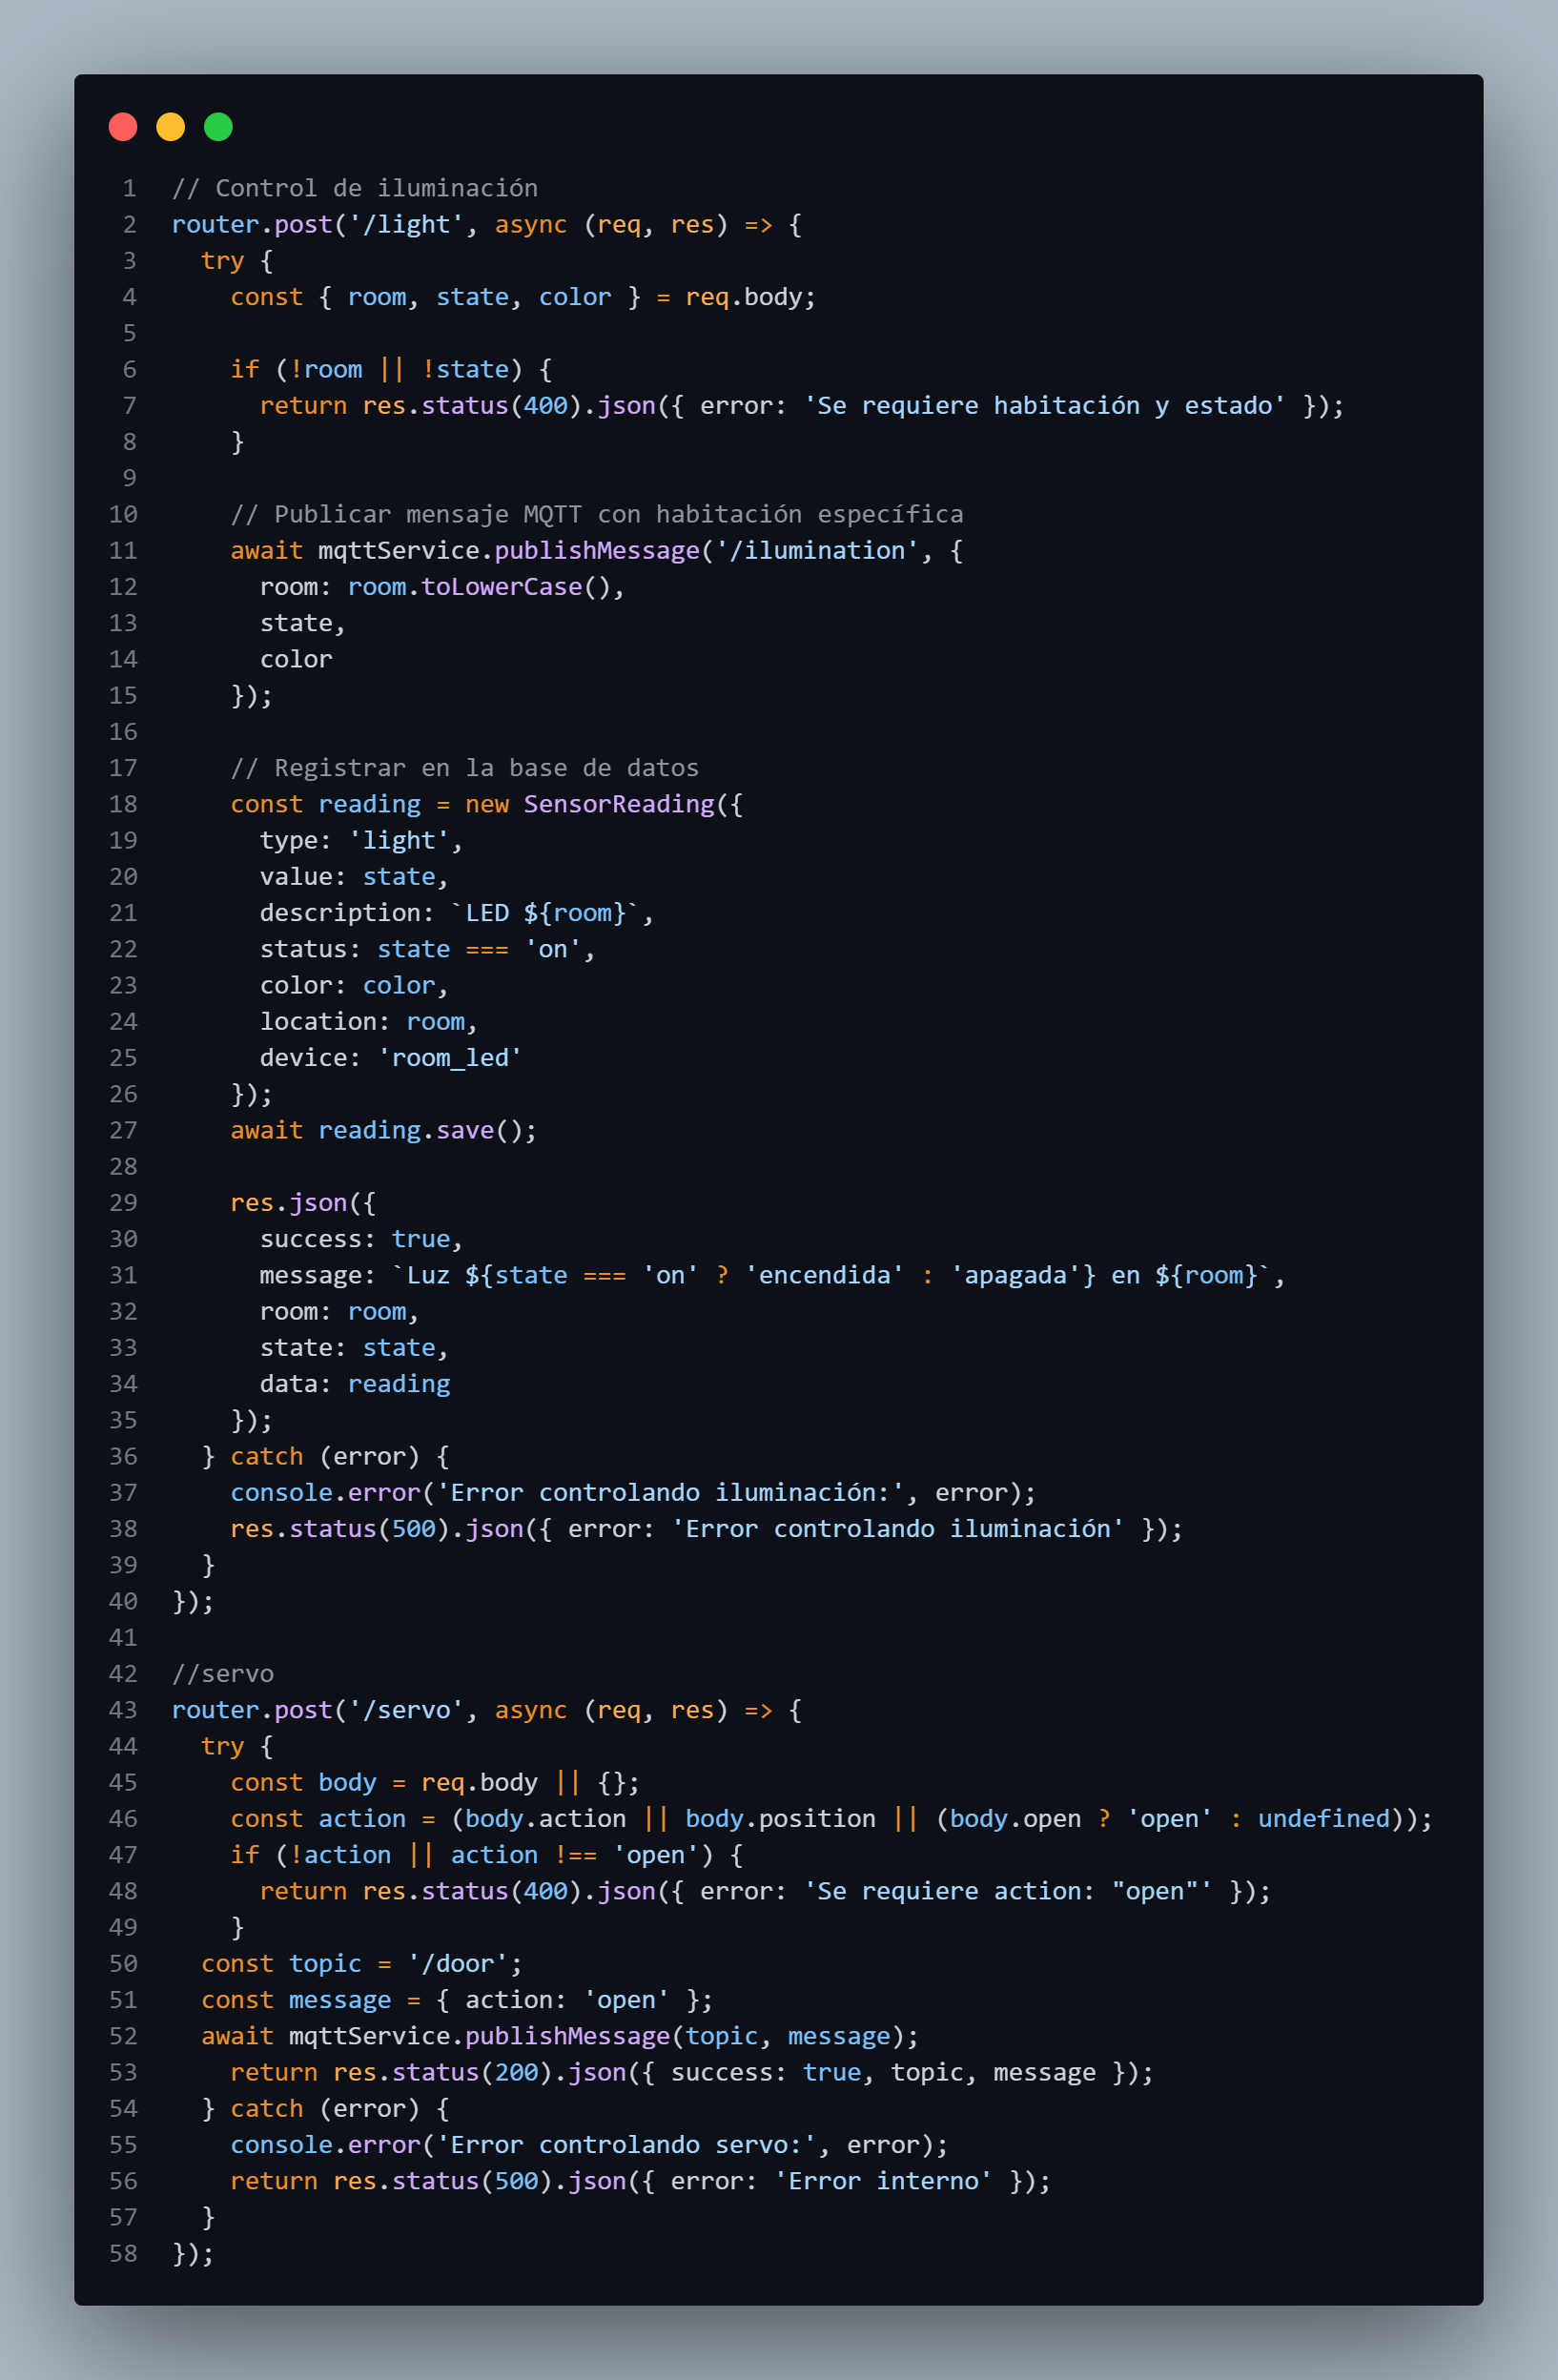 1 // Control de iluminación
2 router.post('/light', async (req, res) => {
3   try {
4     const { room, state, color } = req.body;
5
6     if (!room || !state) {
7       return res.status(400).json({ error: 'Se requiere habitación y estado' });
8     }
9
10     // Publicar mensaje MQTT con habitación específica
11     await mqttService.publishMessage('/ilumination', {
12       room: room.toLowerCase(),
13       state,
14       color
15     });
16
17     // Registrar en la base de datos
18     const reading = new SensorReading({
19       type: 'light',
20       value: state,
21       description: `LED ${room}`,
22       status: state === 'on',
23       color: color,
24       location: room,
25       device: 'room_led'
26     });
27     await reading.save();
28
29     res.json({
30       success: true,
31       message: `Luz ${state === 'on' ? 'encendida' : 'apagada'} en ${room}`,
32       room: room,
33       state: state,
34       data: reading
35     });
36   } catch (error) {
37     console.error('Error controlando iluminación:', error);
38     res.status(500).json({ error: 'Error controlando iluminación' });
39   }
40 });
41
42 //servo
43 router.post('/servo', async (req, res) => {
44   try {
45     const body = req.body || {};
46     const action = (body.action || body.position || (body.open ? 'open' : undefined));
47     if (!action || action !== 'open') {
48       return res.status(400).json({ error: 'Se requiere action: "open"' });
49     }
50   const topic = '/door';
51   const message = { action: 'open' };
52   await mqttService.publishMessage(topic, message);
53     return res.status(200).json({ success: true, topic, message });
54   } catch (error) {
55     console.error('Error controlando servo:', error);
56     return res.status(500).json({ error: 'Error interno' });
57   }
58 });